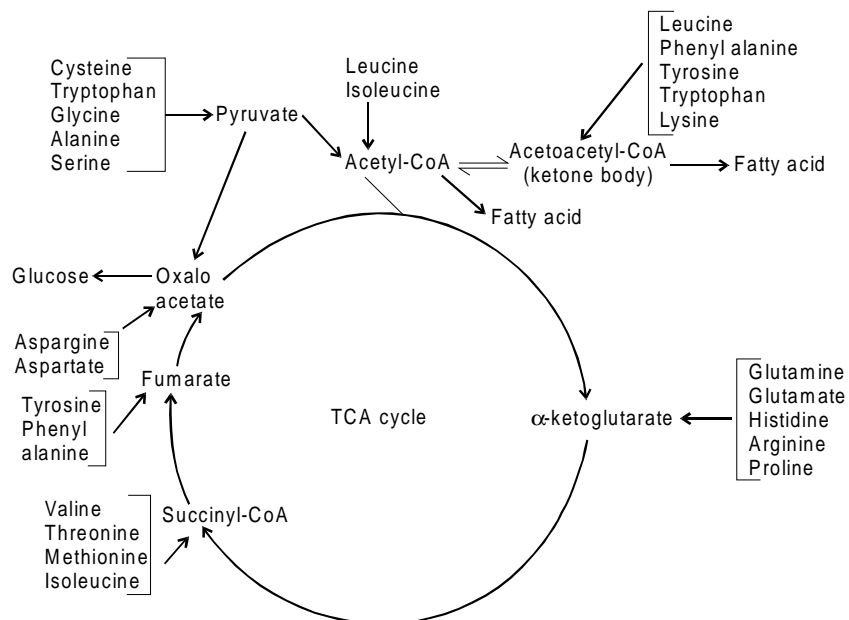 Cysteine
Tryptophan
Glycine
Alanine
Serine
Pyruvate
Leucine
Isoleucine
Acetyl-CoA
Leucine
Phenyl alanine
Tyrosine
Tryptophan
Lysine
Acetoacetyl-CoA
(ketone body)
Fatty acid
Fatty acid
Glucose
Oxalo
acetate
Aspargine
Aspartate
Fumarate
Tyrosine
Phenyl
alanine
TCA cycle
α-ketoglutarate
Glutamine
Glutamate
Histidine
Arginine
Proline
Valine
Threonine
Methionine
Isoleucine
Succinyl-CoA